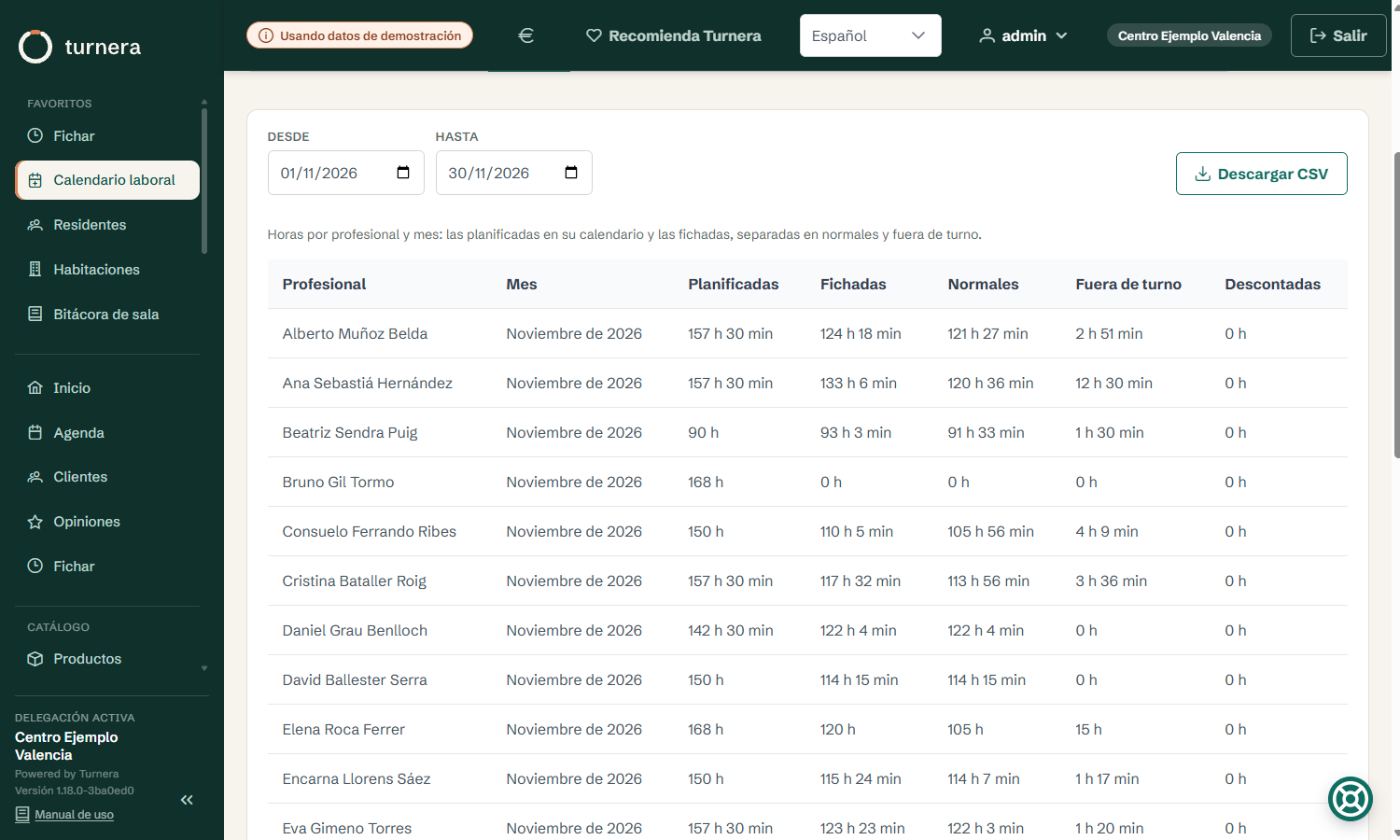 turnera
Usando datos de demostración
€
Recomienda Turnera
Español
admin
Centro Ejemplo Valencia
Salir
FAVORITOS
Fichar
Calendario laboral
Residentes
Habitaciones
Bitácora de sala
Inicio
Agenda
Clientes
Opiniones
Fichar
CATÁLOGO
Productos
DELEGACIÓN ACTIVA
Centro Ejemplo
Valencia
Powered by Turnera
Versión 1.18.0-3ba0ed0
Manual de uso
«
DESDE HASTA
01/11/2026 30/11/2026
Descargar CSV
Horas por profesional y mes: las planificadas en su calendario y las fichadas, separadas en normales y fuera de turno.
Profesional Mes Planificadas Fichadas Normales Fuera de turno Descontadas
Alberto Muñoz Belda Noviembre de 2026 157 h 30 min 124 h 18 min 121 h 27 min 2 h 51 min 0 h
Ana Sebastiá Hernández Noviembre de 2026 157 h 30 min 133 h 6 min 120 h 36 min 12 h 30 min 0 h
Beatriz Sendra Puig Noviembre de 2026 90 h 93 h 3 min 91 h 33 min 1 h 30 min 0 h
Bruno Gil Tormo Noviembre de 2026 168 h 0 h 0 h 0 h 0 h
Consuelo Ferrando Ribes Noviembre de 2026 150 h 110 h 5 min 105 h 56 min 4 h 9 min 0 h
Cristina Bataller Roig Noviembre de 2026 157 h 30 min 117 h 32 min 113 h 56 min 3 h 36 min 0 h
Daniel Grau Benlloch Noviembre de 2026 142 h 30 min 122 h 4 min 122 h 4 min 0 h 0 h
David Ballester Serra Noviembre de 2026 150 h 114 h 15 min 114 h 15 min 0 h 0 h
Elena Roca Ferrer Noviembre de 2026 168 h 120 h 105 h 15 h 0 h
Encarna Llorens Sáez Noviembre de 2026 150 h 115 h 24 min 114 h 7 min 1 h 17 min 0 h
Eva Gimeno Torres Noviembre de 2026 157 h 30 min 123 h 23 min 122 h 3 min 1 h 20 min 0 h